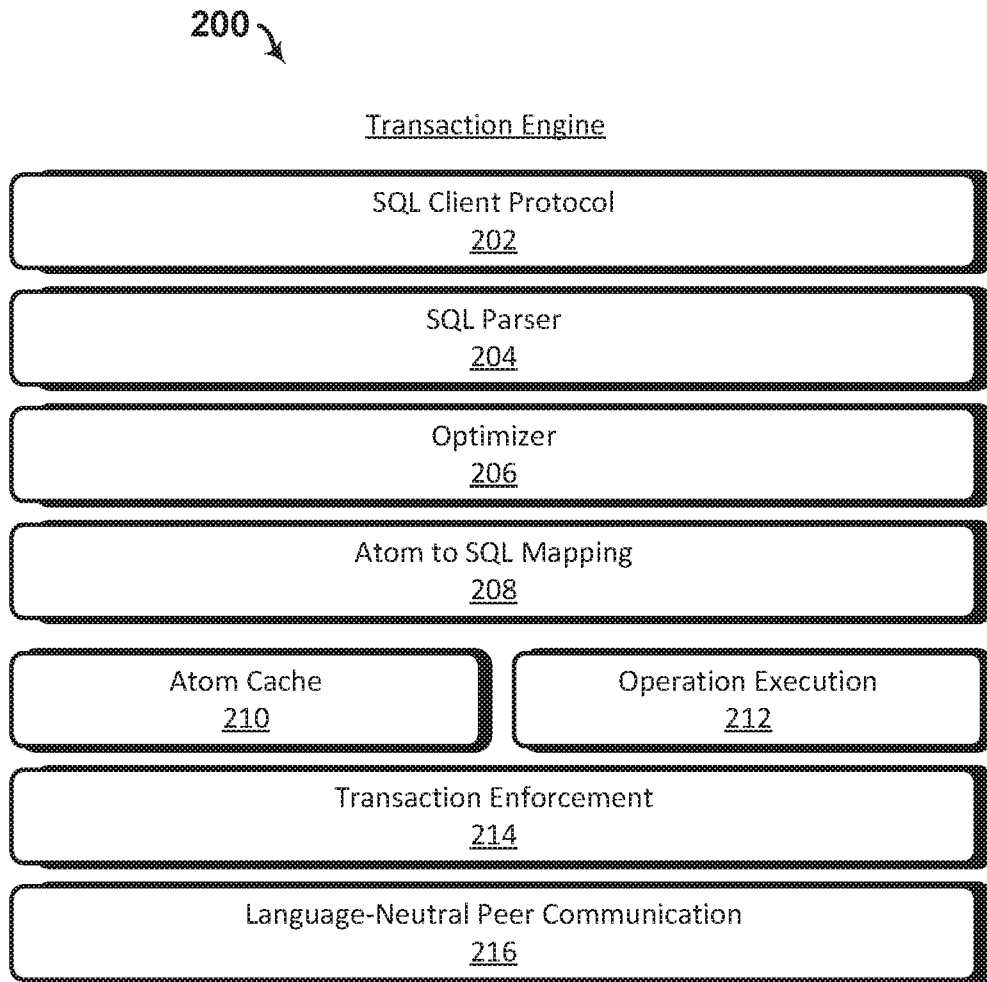 200
Transaction Engine
SQL Client Protocol
202
SQL Parser
204
Optimizer
206
Atom to SQL Mapping
208
Atom Cache
210
Operation Execution
212
Transaction Enforcement
214
Language-Neutral Peer Communication
216